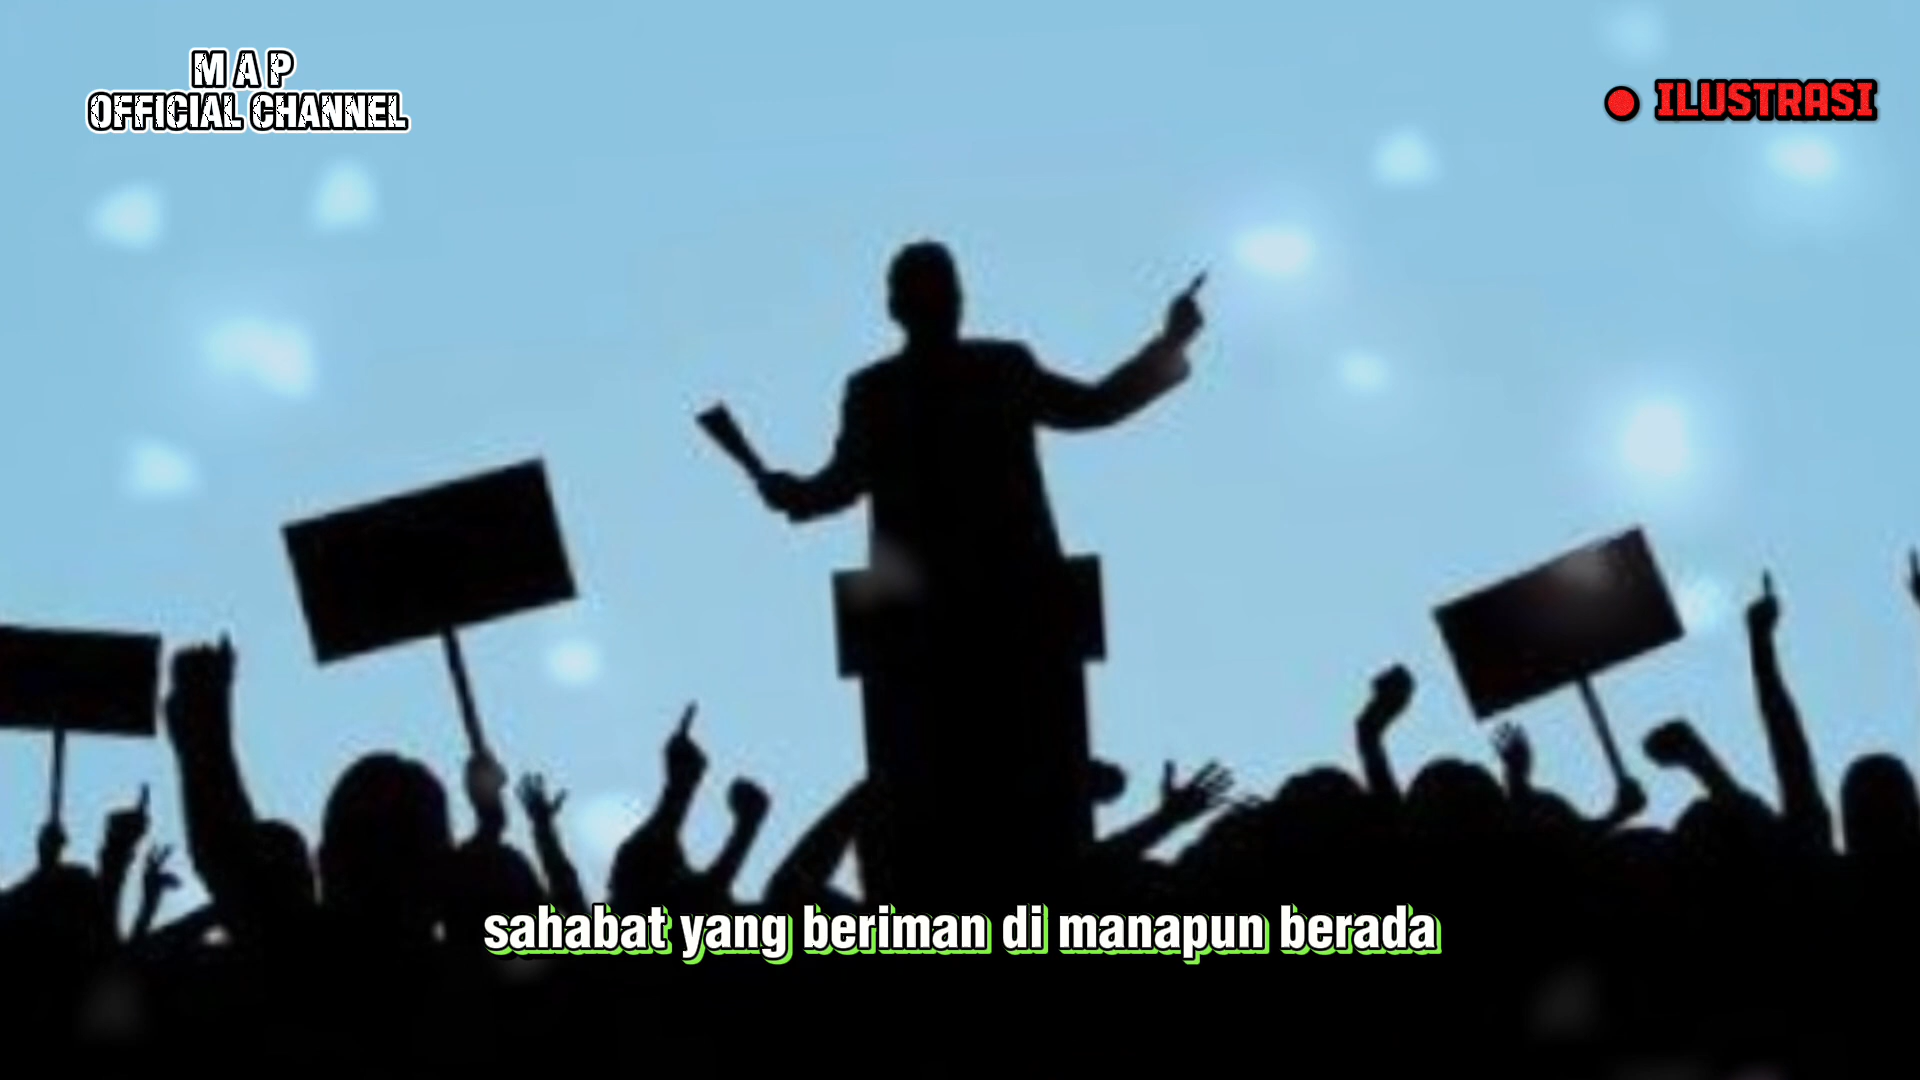 M A P
OFFICIAL CHANNEL
ILUSTRASI
sahabat yang beriman di manapun berada